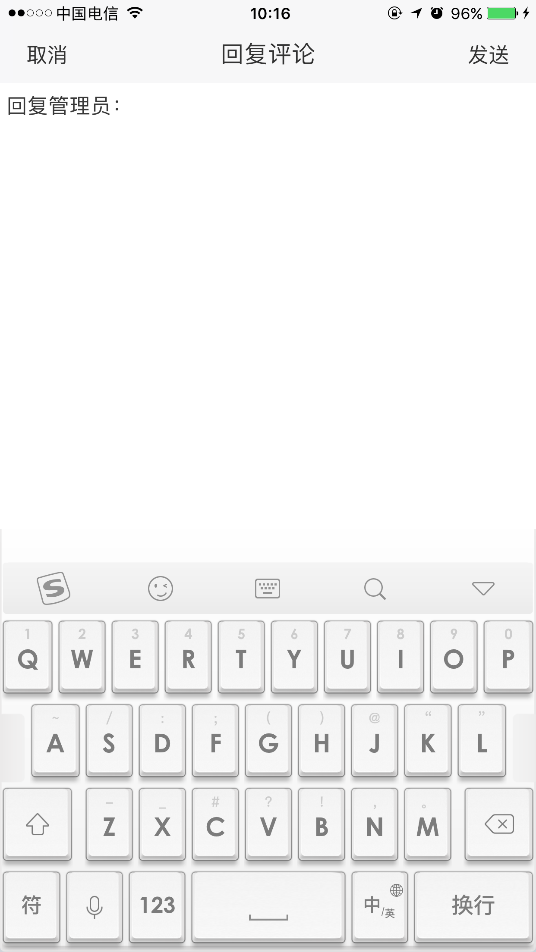 中国电信 10:16 96%
取消 回复评论 发送
回复管理员：
S
1 2 3 4 5 6 7 8 9 0
Q W E R T Y U I O P
~ / : ; ( ) @ “ ”
A S D F G H J K L
– _ # ? ! , 。
Z X C V B N M
符 123 中/英 换行